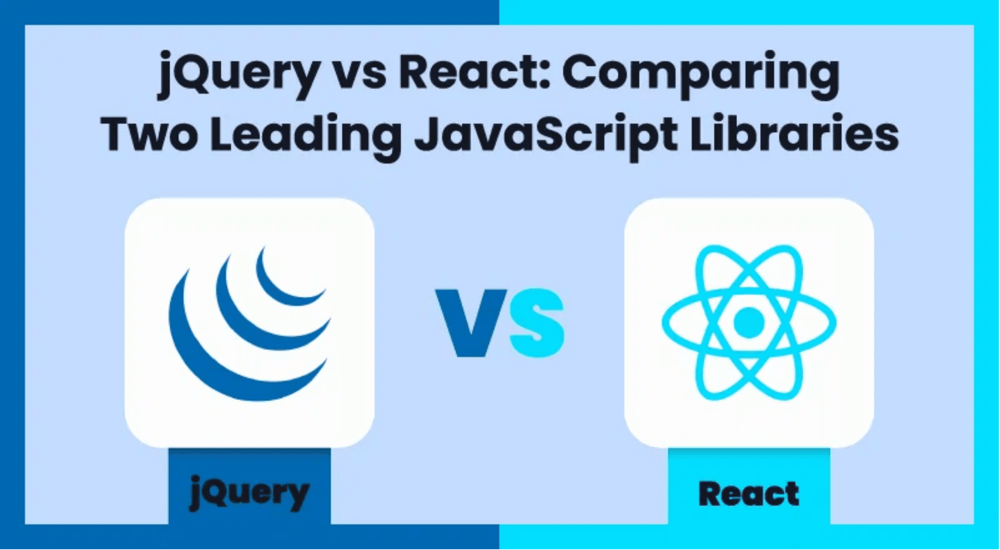 jQuery vs React: Comparing
Two Leading JavaScript Libraries
VS
jQuery
React